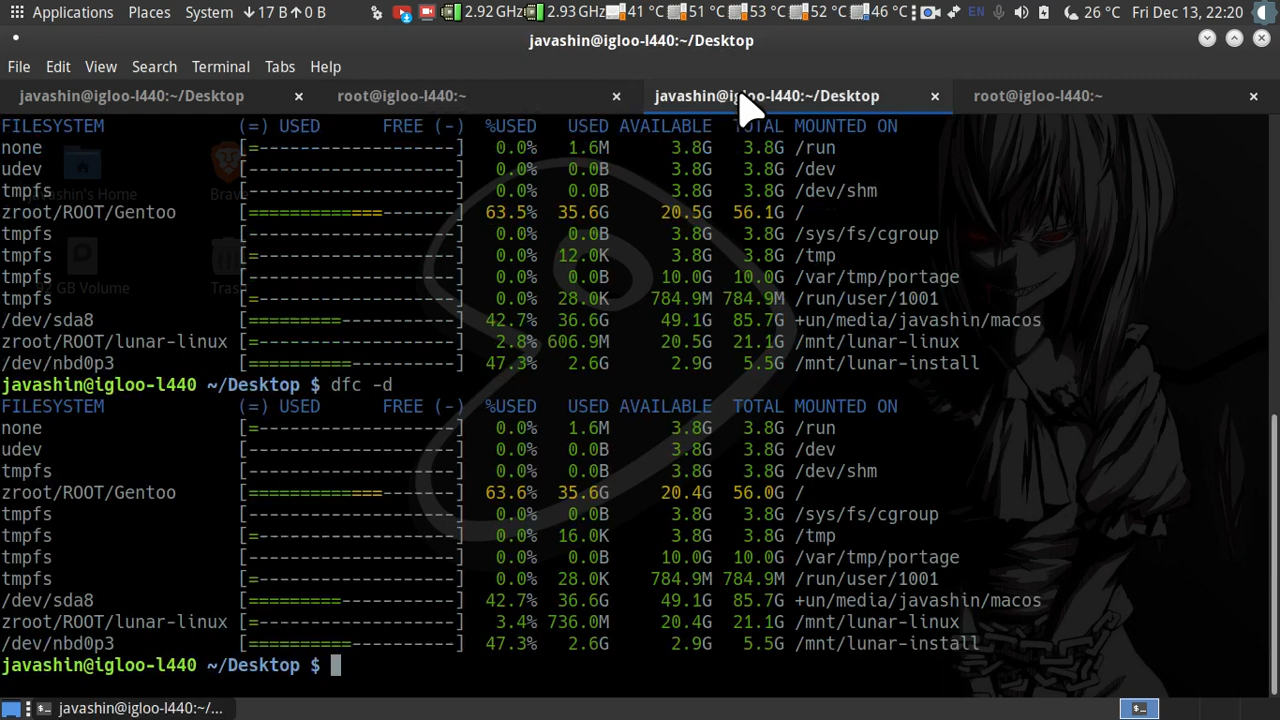 Applications Places System 17 B 0 B 2.92 GHz 2.93 GHz 41 °C 51 °C 53 °C 52 °C 46 °C EN 26 °C Fri Dec 13, 22:20
javashin@igloo-l440:~/Desktop
File Edit View Search Terminal Tabs Help
javashin@igloo-l440:~/Desktop root@igloo-l440:~ javashin@igloo-l440:~/Desktop root@igloo-l440:~
FILESYSTEM (=) USED FREE (-) %USED USED AVAILABLE TOTAL MOUNTED ON
none [=--------------------] 0.0% 1.6M 3.8G 3.8G /run
udev [---------------------] 0.0% 0.0B 3.8G 3.8G /dev
tmpfs [---------------------] 0.0% 0.0B 3.8G 3.8G /dev/shm
zroot/ROOT/Gentoo [=============-------] 63.5% 35.6G 20.5G 56.1G /
tmpfs [---------------------] 0.0% 0.0B 3.8G 3.8G /sys/fs/cgroup
tmpfs [=--------------------] 0.0% 12.0K 3.8G 3.8G /tmp
tmpfs [---------------------] 0.0% 0.0B 10.0G 10.0G /var/tmp/portage
tmpfs [=--------------------] 0.0% 28.0K 784.9M 784.9M /run/user/1001
/dev/sda8 [=========-----------] 42.7% 36.6G 49.1G 85.7G +un/media/javashin/macos
zroot/ROOT/lunar-linux [=-------------------] 2.8% 606.9M 20.5G 21.1G /mnt/lunar-linux
/dev/nbd0p3 [==========----------] 47.3% 2.6G 2.9G 5.5G /mnt/lunar-install
javashin@igloo-l440 ~/Desktop $ dfc -d
FILESYSTEM (=) USED FREE (-) %USED USED AVAILABLE TOTAL MOUNTED ON
none [=-------------------] 0.0% 1.6M 3.8G 3.8G /run
udev [--------------------] 0.0% 0.0B 3.8G 3.8G /dev
tmpfs [--------------------] 0.0% 0.0B 3.8G 3.8G /dev/shm
zroot/ROOT/Gentoo [=============-------] 63.6% 35.6G 20.4G 56.0G /
tmpfs [--------------------] 0.0% 0.0B 3.8G 3.8G /sys/fs/cgroup
tmpfs [=-------------------] 0.0% 16.0K 3.8G 3.8G /tmp
tmpfs [--------------------] 0.0% 0.0B 10.0G 10.0G /var/tmp/portage
tmpfs [=-------------------] 0.0% 28.0K 784.9M 784.9M /run/user/1001
/dev/sda8 [=========-----------] 42.7% 36.6G 49.1G 85.7G +un/media/javashin/macos
zroot/ROOT/lunar-linux [=-------------------] 3.4% 736.0M 20.4G 21.1G /mnt/lunar-linux
/dev/nbd0p3 [==========----------] 47.3% 2.6G 2.9G 5.5G /mnt/lunar-install
javashin@igloo-l440 ~/Desktop $
javashin's Home Brave
GB Volume
javashin@igloo-l440:~/...